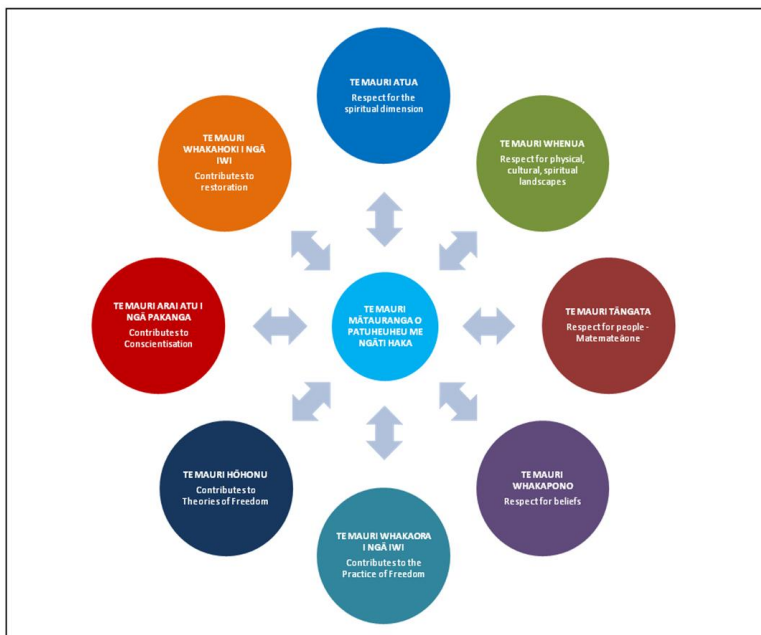 TE MAURI ATUA
Respect for the
spiritual dimension
TE MAURI WHENUA
Respect for physical,
cultural, spiritual
landscapes
TE MAURI TĀNGATA
Respect for people -
Matemateāone
TE MAURI
WHAKAPONO
Respect for beliefs
TE MAURI WHAKAORA
I NGĀ IWI
Contributes to the
Practice of Freedom
TE MAURI HŌHONU
Contributes to
Theories of Freedom
TE MAURI ARAI ATU I
NGĀ PAKANGA
Contributes to
Conscientisation
TE MAURI
WHAKAHOKI I NGĀ
IWI
Contributes to
restoration
TE MAURI
MĀTAURANGA O
PATUHEUHEU ME
NGĀTI HAKA